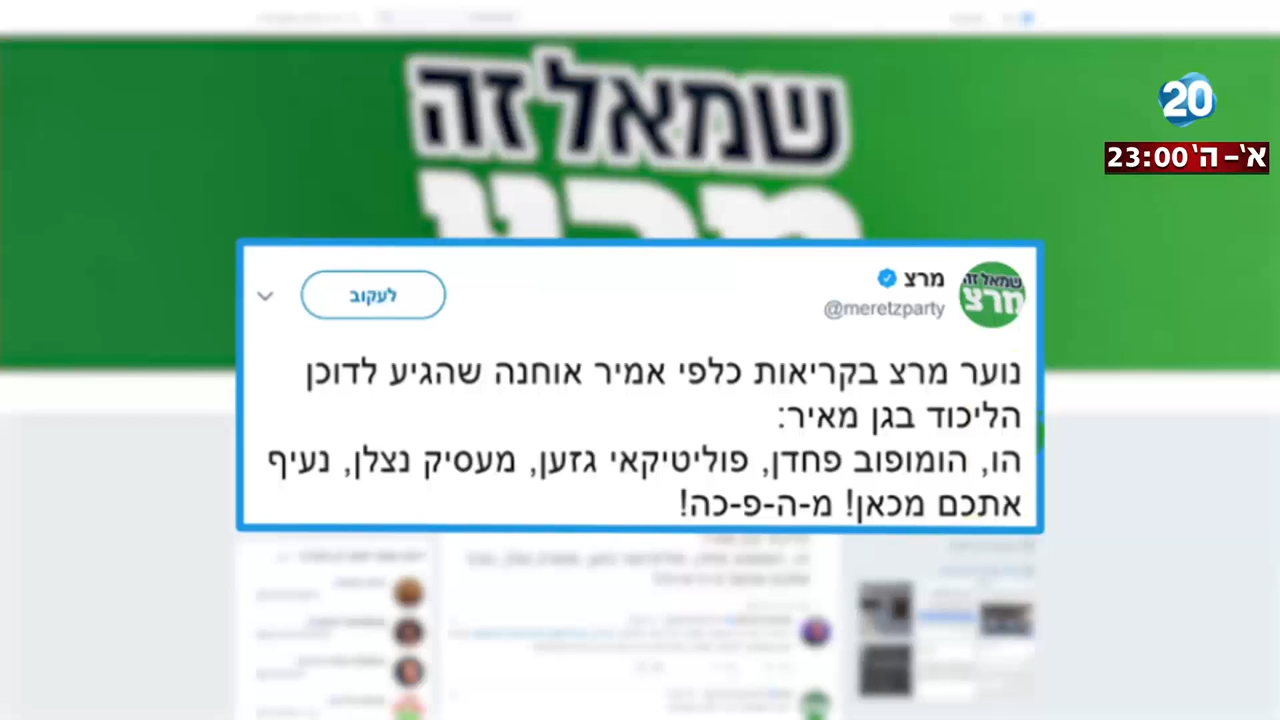 שמאל זה
מרצ
20
א'-ה' 23:00
מרצ
@meretzparty
לעקוב
שמאל זה
מרצ
נוער מרצ בקריאות כלפי אמיר אוחנה שהגיע לדוכן
הליכוד בגן מאיר:
הו, הומופוב פחדן, פוליטיקאי גזען, מעסיק נצלן, נעיף
אתכם מכאן! מ-ה-פ-כה!